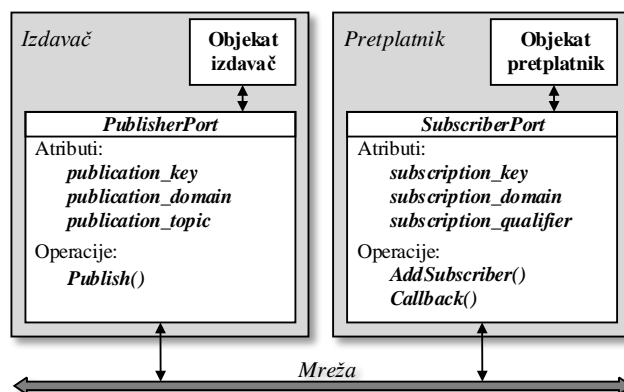 Izdavač
Objekat
izdavač
PublisherPort
Atributi:
publication_key
publication_domain
publication_topic
Operacije:
Publish()
Pretplatnik
Objekat
pretplatnik
SubscriberPort
Atributi:
subscription_key
subscription_domain
subscription_qualifier
Operacije:
AddSubscriber()
Callback()
Mreža